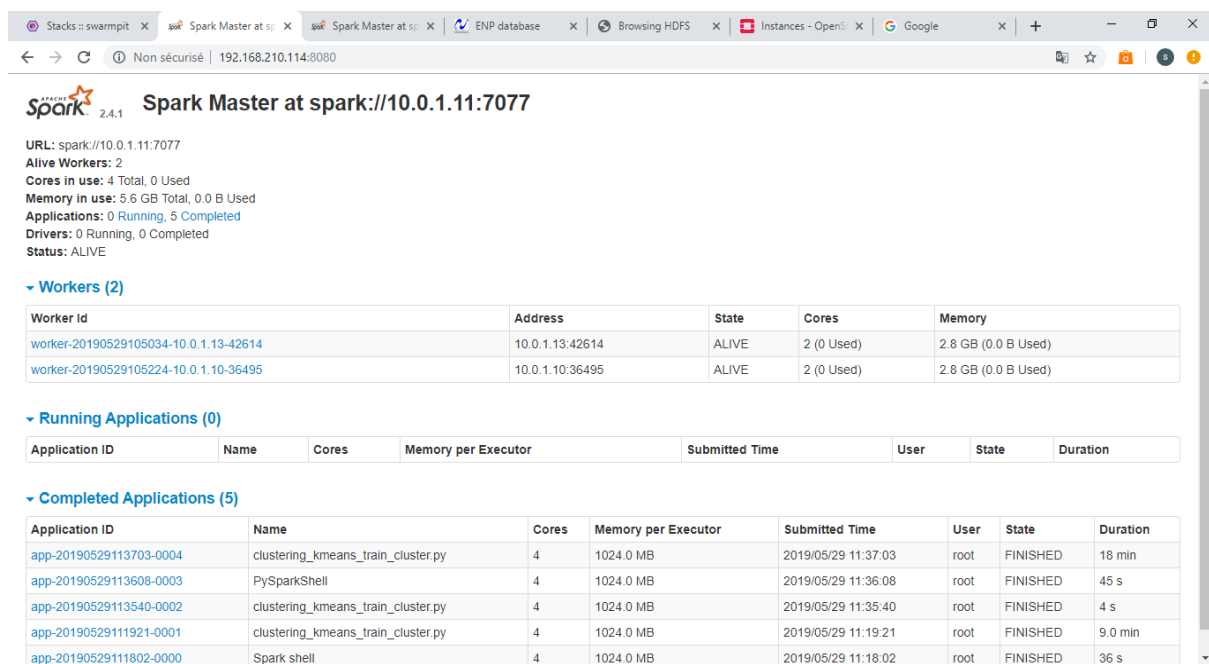 Stacks :: swarmpit Spark Master at sp Spark Master at sp ENP database Browsing HDFS Instances - OpenSt Google
Non sécurisé 192.168.210.114:8080
APACHE
Spark 2.4.1 Spark Master at spark://10.0.1.11:7077
URL: spark://10.0.1.11:7077
Alive Workers: 2
Cores in use: 4 Total, 0 Used
Memory in use: 5.6 GB Total, 0.0 B Used
Applications: 0 Running, 5 Completed
Drivers: 0 Running, 0 Completed
Status: ALIVE
Workers (2)
Worker Id Address State Cores Memory
worker-20190529105034-10.0.1.13-42614 10.0.1.13:42614 ALIVE 2 (0 Used) 2.8 GB (0.0 B Used)
worker-20190529105224-10.0.1.10-36495 10.0.1.10:36495 ALIVE 2 (0 Used) 2.8 GB (0.0 B Used)
Running Applications (0)
Application ID Name Cores Memory per Executor Submitted Time User State Duration
Completed Applications (5)
Application ID Name Cores Memory per Executor Submitted Time User State Duration
app-20190529113703-0004 clustering_kmeans_train_cluster.py 4 1024.0 MB 2019/05/29 11:37:03 root FINISHED 18 min
app-20190529113608-0003 PySparkShell 4 1024.0 MB 2019/05/29 11:36:08 root FINISHED 45 s
app-20190529113540-0002 clustering_kmeans_train_cluster.py 4 1024.0 MB 2019/05/29 11:35:40 root FINISHED 4 s
app-20190529111921-0001 clustering_kmeans_train_cluster.py 4 1024.0 MB 2019/05/29 11:19:21 root FINISHED 9.0 min
app-20190529111802-0000 Spark shell 4 1024.0 MB 2019/05/29 11:18:02 root FINISHED 36 s